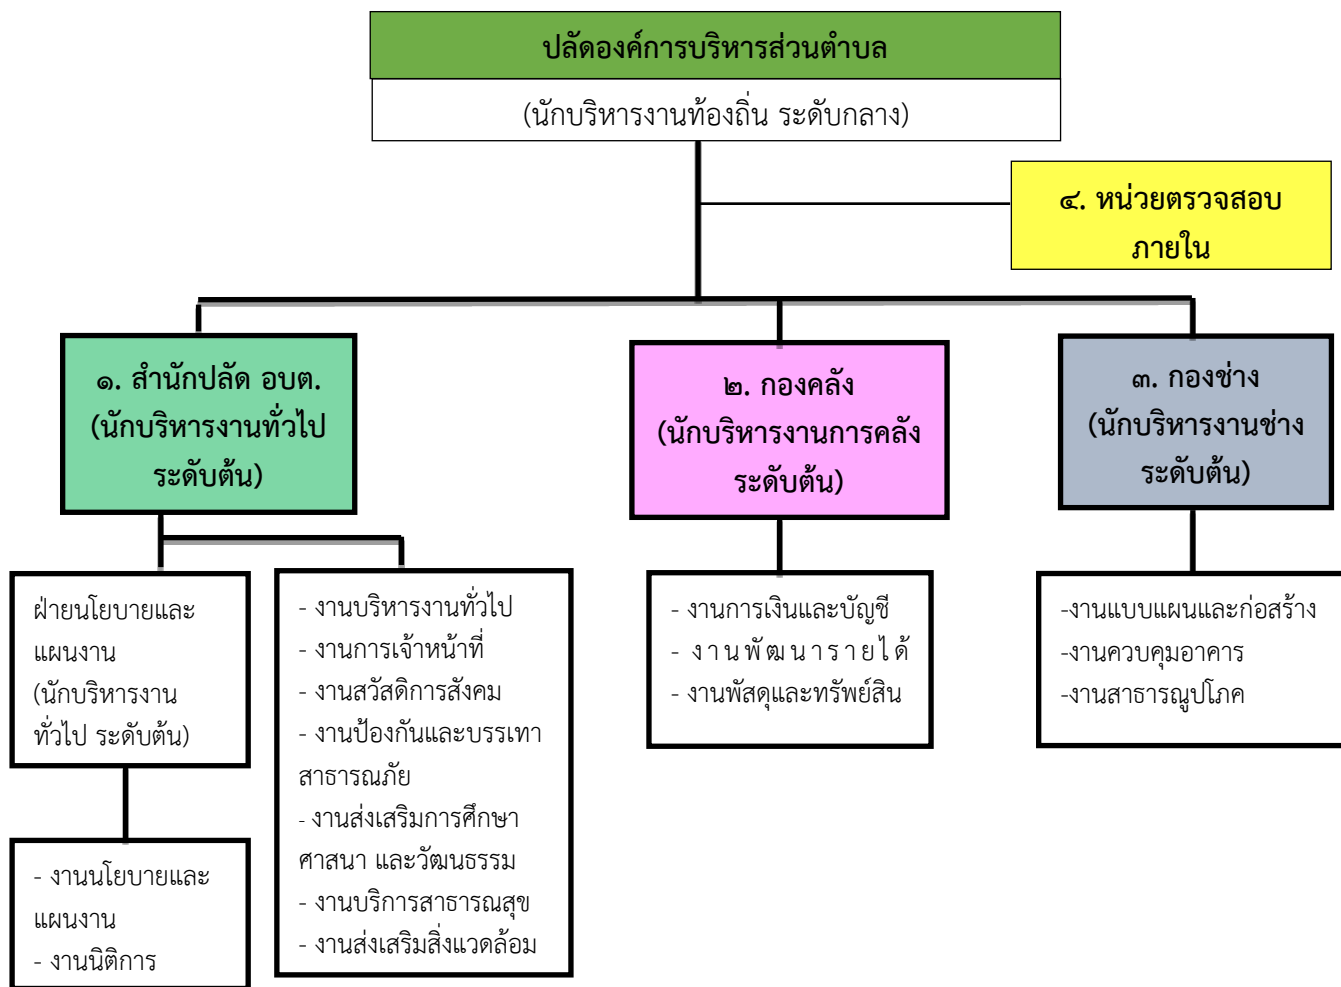 ปลัดองค์การบริหารส่วนตำบล
(นักบริหารงานท้องถิ่น ระดับกลาง)
๔. หน่วยตรวจสอบ
ภายใน
๑. สำนักปลัด อบต.
(นักบริหารงานทั่วไป
ระดับต้น)
๒. กองคลัง
(นักบริหารงานการคลัง
ระดับต้น)
๓. กองช่าง
(นักบริหารงานช่าง
ระดับต้น)
ฝ่ายนโยบายและ
แผนงาน
(นักบริหารงาน
ทั่วไป ระดับต้น)
- งานนโยบายและ
แผนงาน
- งานนิติการ
- งานบริหารงานทั่วไป
- งานการเจ้าหน้าที่
- งานสวัสดิการสังคม
- งานป้องกันและบรรเทา
สาธารณภัย
- งานส่งเสริมการศึกษา
ศาสนา และวัฒนธรรม
- งานบริการสาธารณสุข
- งานส่งเสริมสิ่งแวดล้อม
- งานการเงินและบัญชี
- งานพัฒนารายได้
- งานพัสดุและทรัพย์สิน
-งานแบบแผนและก่อสร้าง
-งานควบคุมอาคาร
-งานสาธารณูปโภค